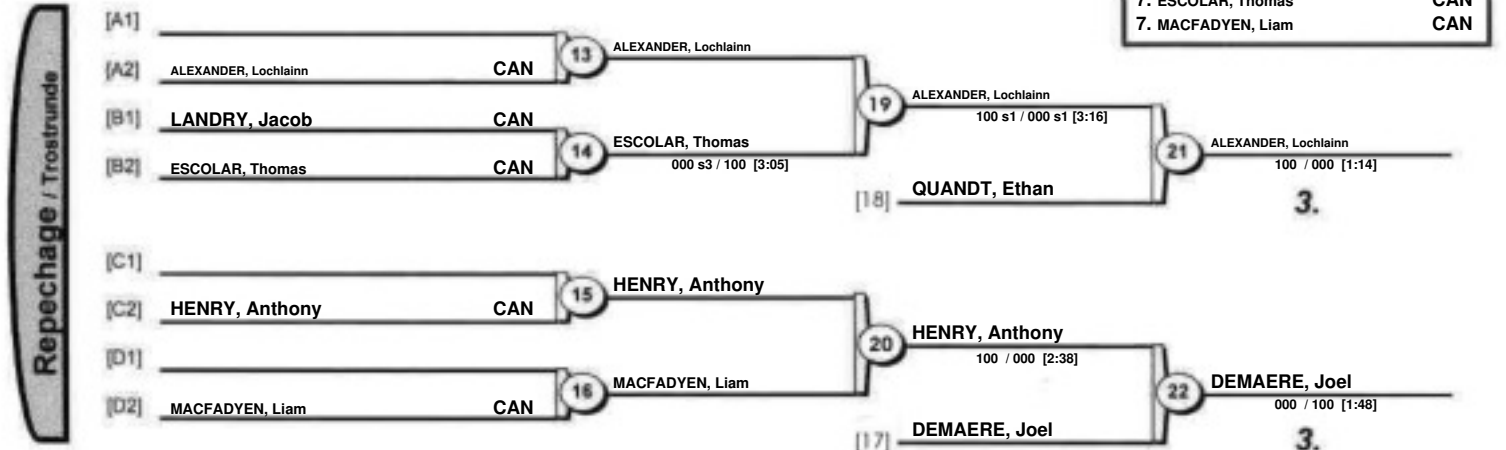 7. ESCOLAR, Thomas CAN
7. MACFADYEN, Liam CAN
Repechage / Trostrunde
[A1]
[A2] ALEXANDER, Lochlainn CAN
13 ALEXANDER, Lochlainn
[B1] LANDRY, Jacob CAN
[B2] ESCOLAR, Thomas CAN
14 ESCOLAR, Thomas
000 s3 / 100 [3:05]
19 ALEXANDER, Lochlainn
100 s1 / 000 s1 [3:16]
[18] QUANDT, Ethan
21 ALEXANDER, Lochlainn
100 / 000 [1:14]
3.
[C1]
[C2] HENRY, Anthony CAN
15 HENRY, Anthony
[D1]
[D2] MACFADYEN, Liam CAN
16 MACFADYEN, Liam
20 HENRY, Anthony
100 / 000 [2:38]
[17] DEMAERE, Joel
22 DEMAERE, Joel
000 / 100 [1:48]
3.